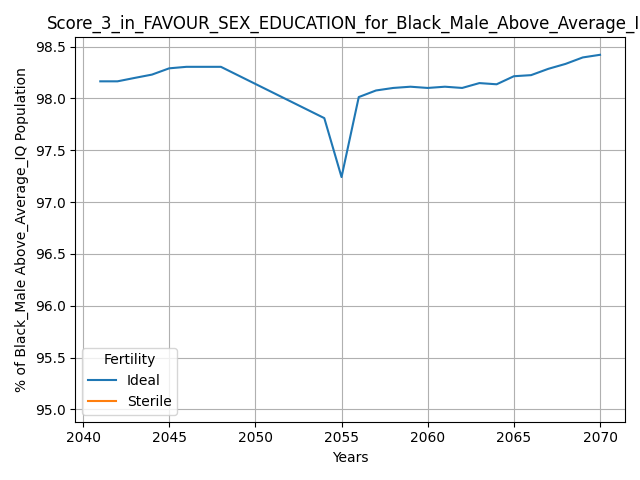 Score_3_in_FAVOUR_SEX_EDUCATION_for_Black_Male_Above_Average_I
98.5
98.0
97.5
97.0
96.5
96.0
95.5
95.0
% of Black_Male Above_Average_IQ Population
Fertility
Ideal
Sterile
2040 2045 2050 2055 2060 2065 2070
Years